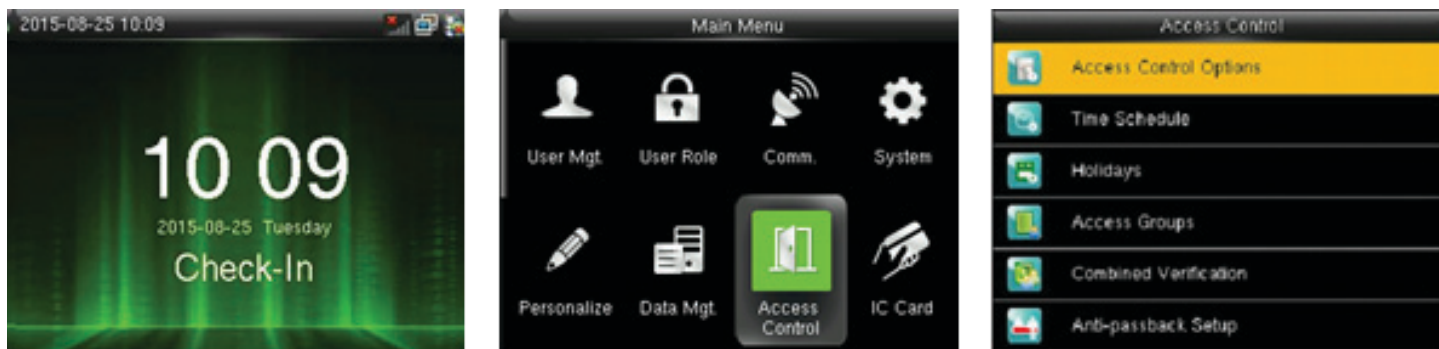 2015-08-25 10:09
10 09
2015-08-25 Tuesday
Check-In
Main Menu
User Mgt.
User Role
Comm.
System
Personalize
Data Mgt.
Access
Control
IC Card
Access Control
Access Control Options
Time Schedule
Holidays
Access Groups
Combined Verification
Anti-passback Setup